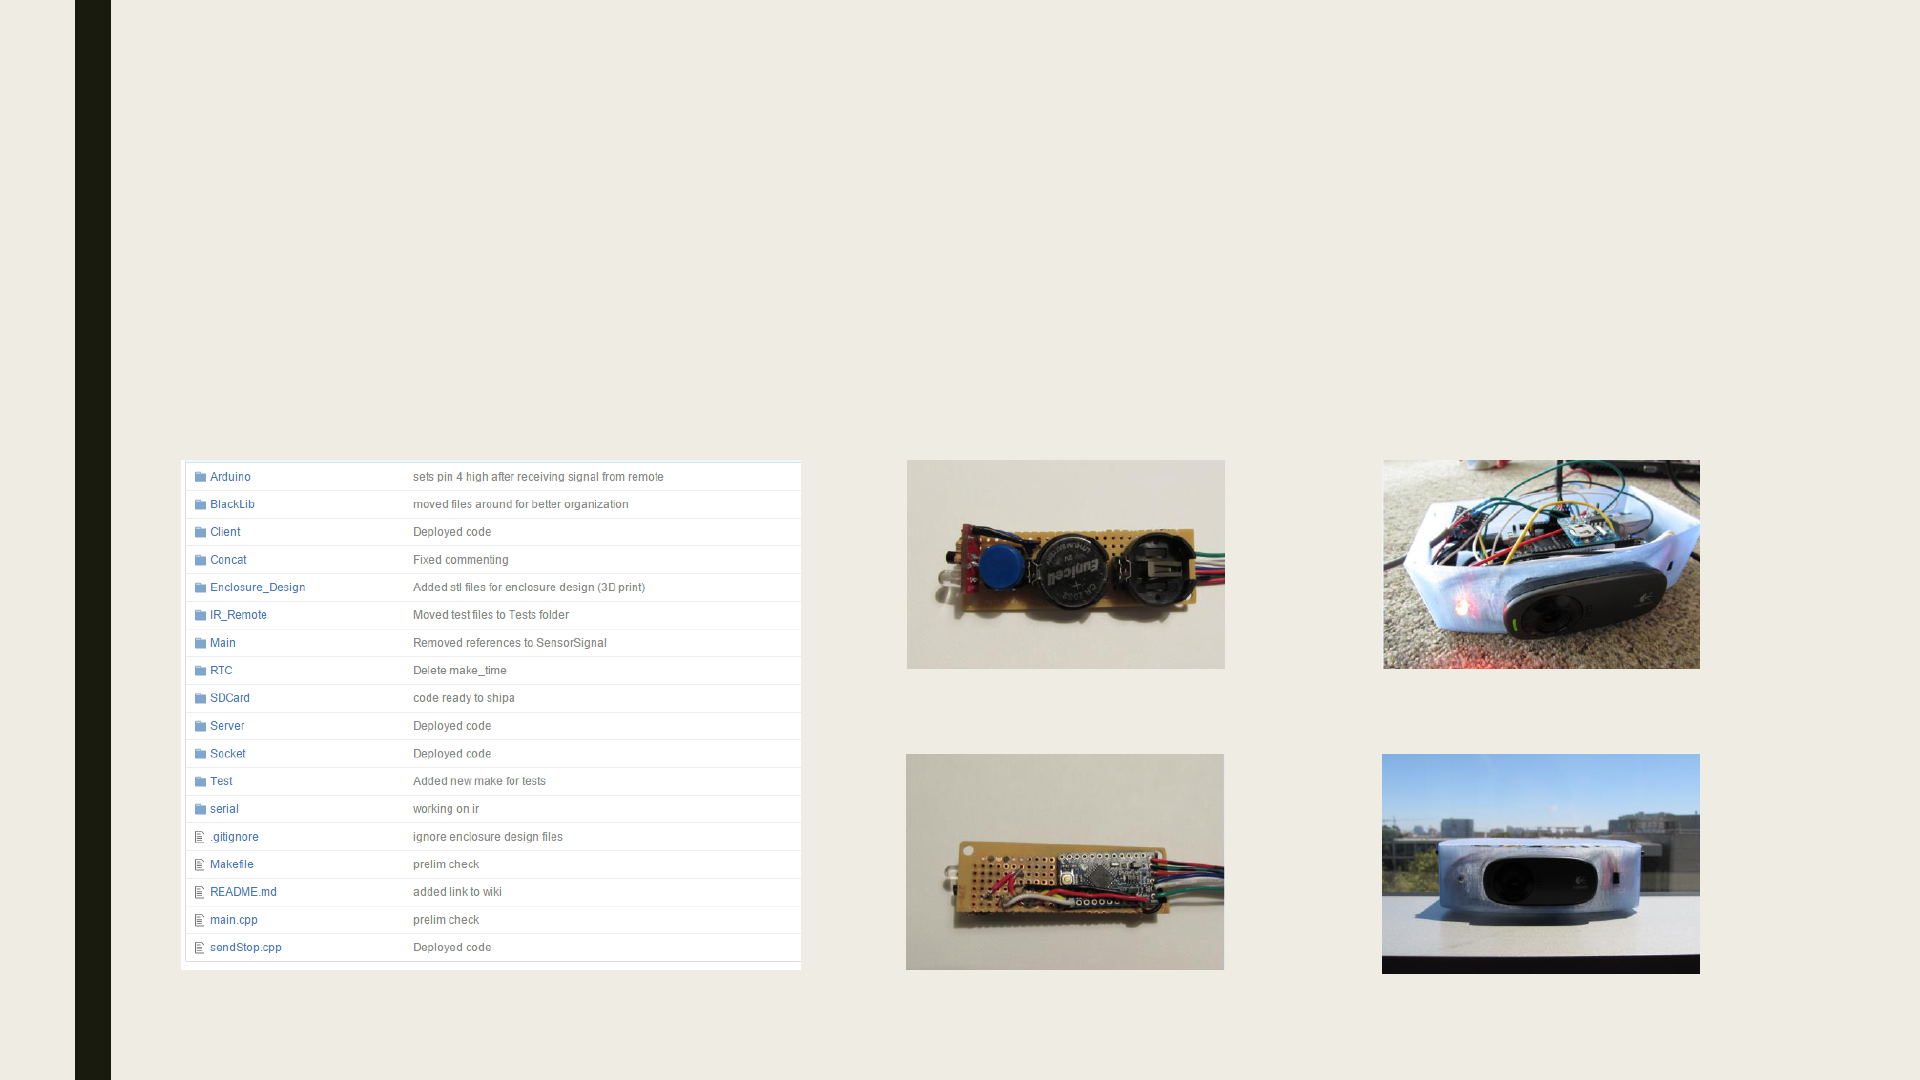 Arduino sets pin 4 high after receiving signal from remote
BlackLib moved files around for better organization
Client Deployed code
Concat Fixed commenting
Enclosure_Design Added stl files for enclosure design (3D print)
IR_Remote Moved test files to Tests folder
Main Removed references to SensorSignal
RTC Delete make_time
SDCard code ready to shipa
Server Deployed code
Socket Deployed code
Test Added new make for tests
serial working on ir
.gitignore ignore enclosure design files
Makefile prelim check
README.md added link to wiki
main.cpp prelim check
sendStop.cpp Deployed code
Eunicell